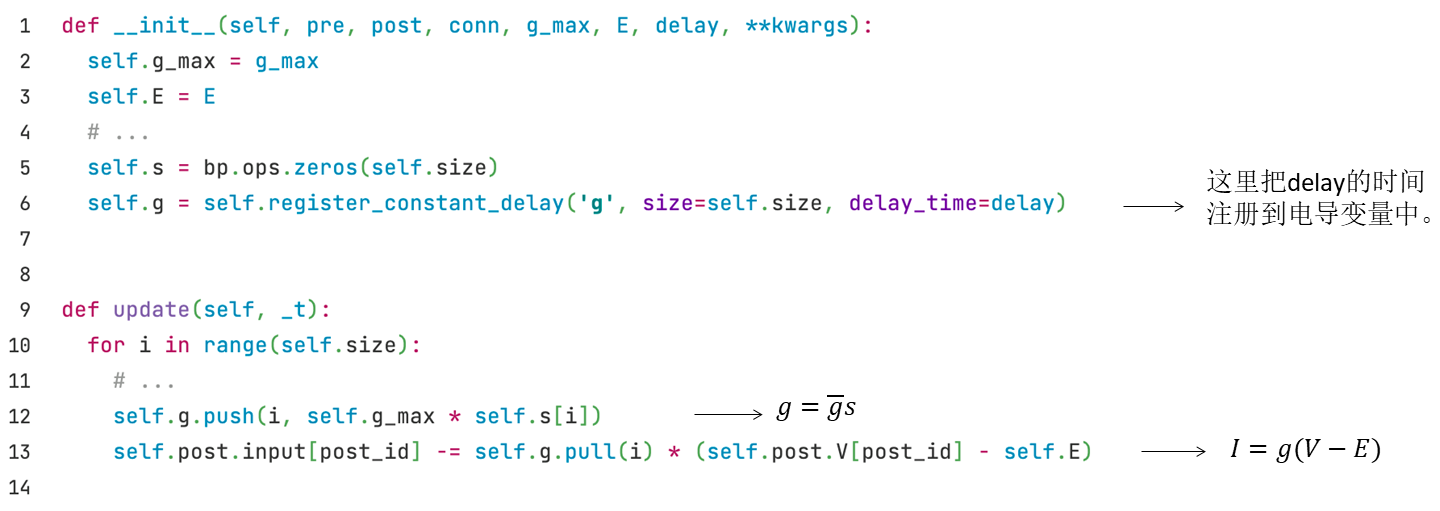 1 def __init__(self, pre, post, conn, g_max, E, delay, **kwargs):
2 self.g_max = g_max
3 self.E = E
4 # ...
5 self.s = bp.ops.zeros(self.size)
6 self.g = self.register_constant_delay('g', size=self.size, delay_time=delay)
这里把delay的时间
注册到电导变量中。
7
8
9 def update(self, _t):
10 for i in range(self.size):
11 # ...
12 self.g.push(i, self.g_max * self.s[i])
g = g̅s
13 self.post.input[post_id] -= self.g.pull(i) * (self.post.V[post_id] - self.E)
I = g(V − E)
14